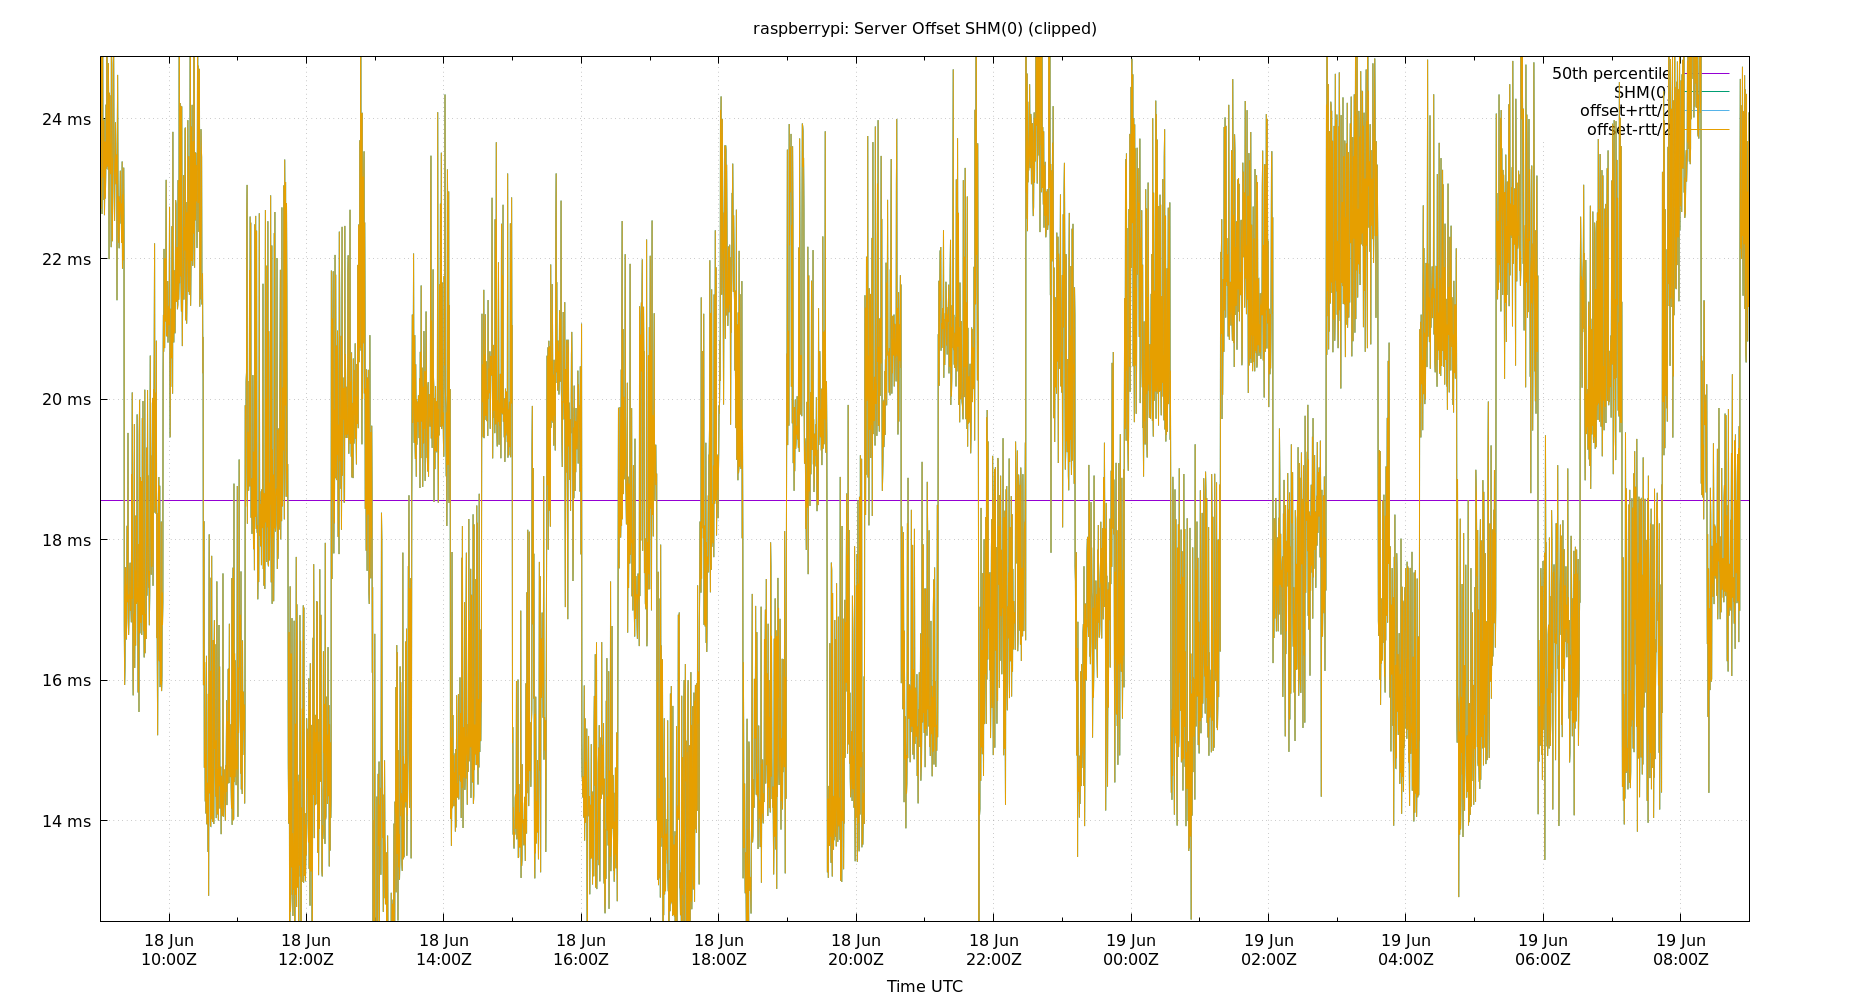 raspberrypi: Server Offset SHM(0) (clipped)
50th percentile
SHM(0)
offset+rtt/2
offset-rtt/2
24 ms
22 ms
20 ms
18 ms
16 ms
14 ms
18 Jun 18 Jun 18 Jun 18 Jun 18 Jun 18 Jun 18 Jun 19 Jun 19 Jun 19 Jun 19 Jun 19 Jun
10:00Z 12:00Z 14:00Z 16:00Z 18:00Z 20:00Z 22:00Z 00:00Z 02:00Z 04:00Z 06:00Z 08:00Z
Time UTC